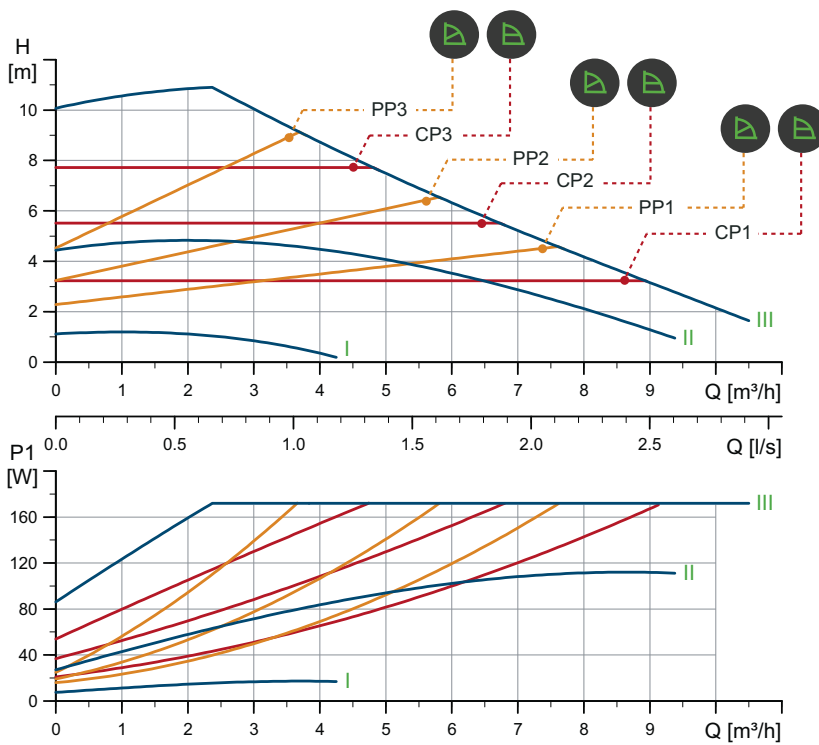 H
[m]
10
8
6
4
2
0
PP3
CP3
PP2
CP2
PP1
CP1
III
II
I
0 1 2 3 4 5 6 7 8 9 Q [m³/h]
0.0 0.5 1.0 1.5 2.0 2.5 Q [l/s]
P1
[W]
160
120
80
40
0
III
II
I
0 1 2 3 4 5 6 7 8 9 Q [m³/h]